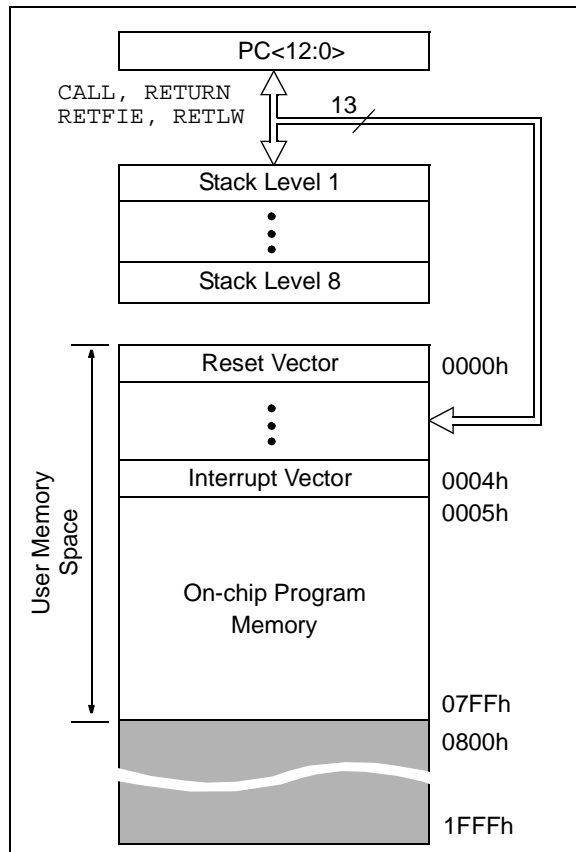 PC<12:0>
CALL, RETURN
RETFIE, RETLW
13
Stack Level 1
Stack Level 8
Reset Vector
0000h
Interrupt Vector
0004h
0005h
User Memory
Space
On-chip Program
Memory
07FFh
0800h
1FFFh